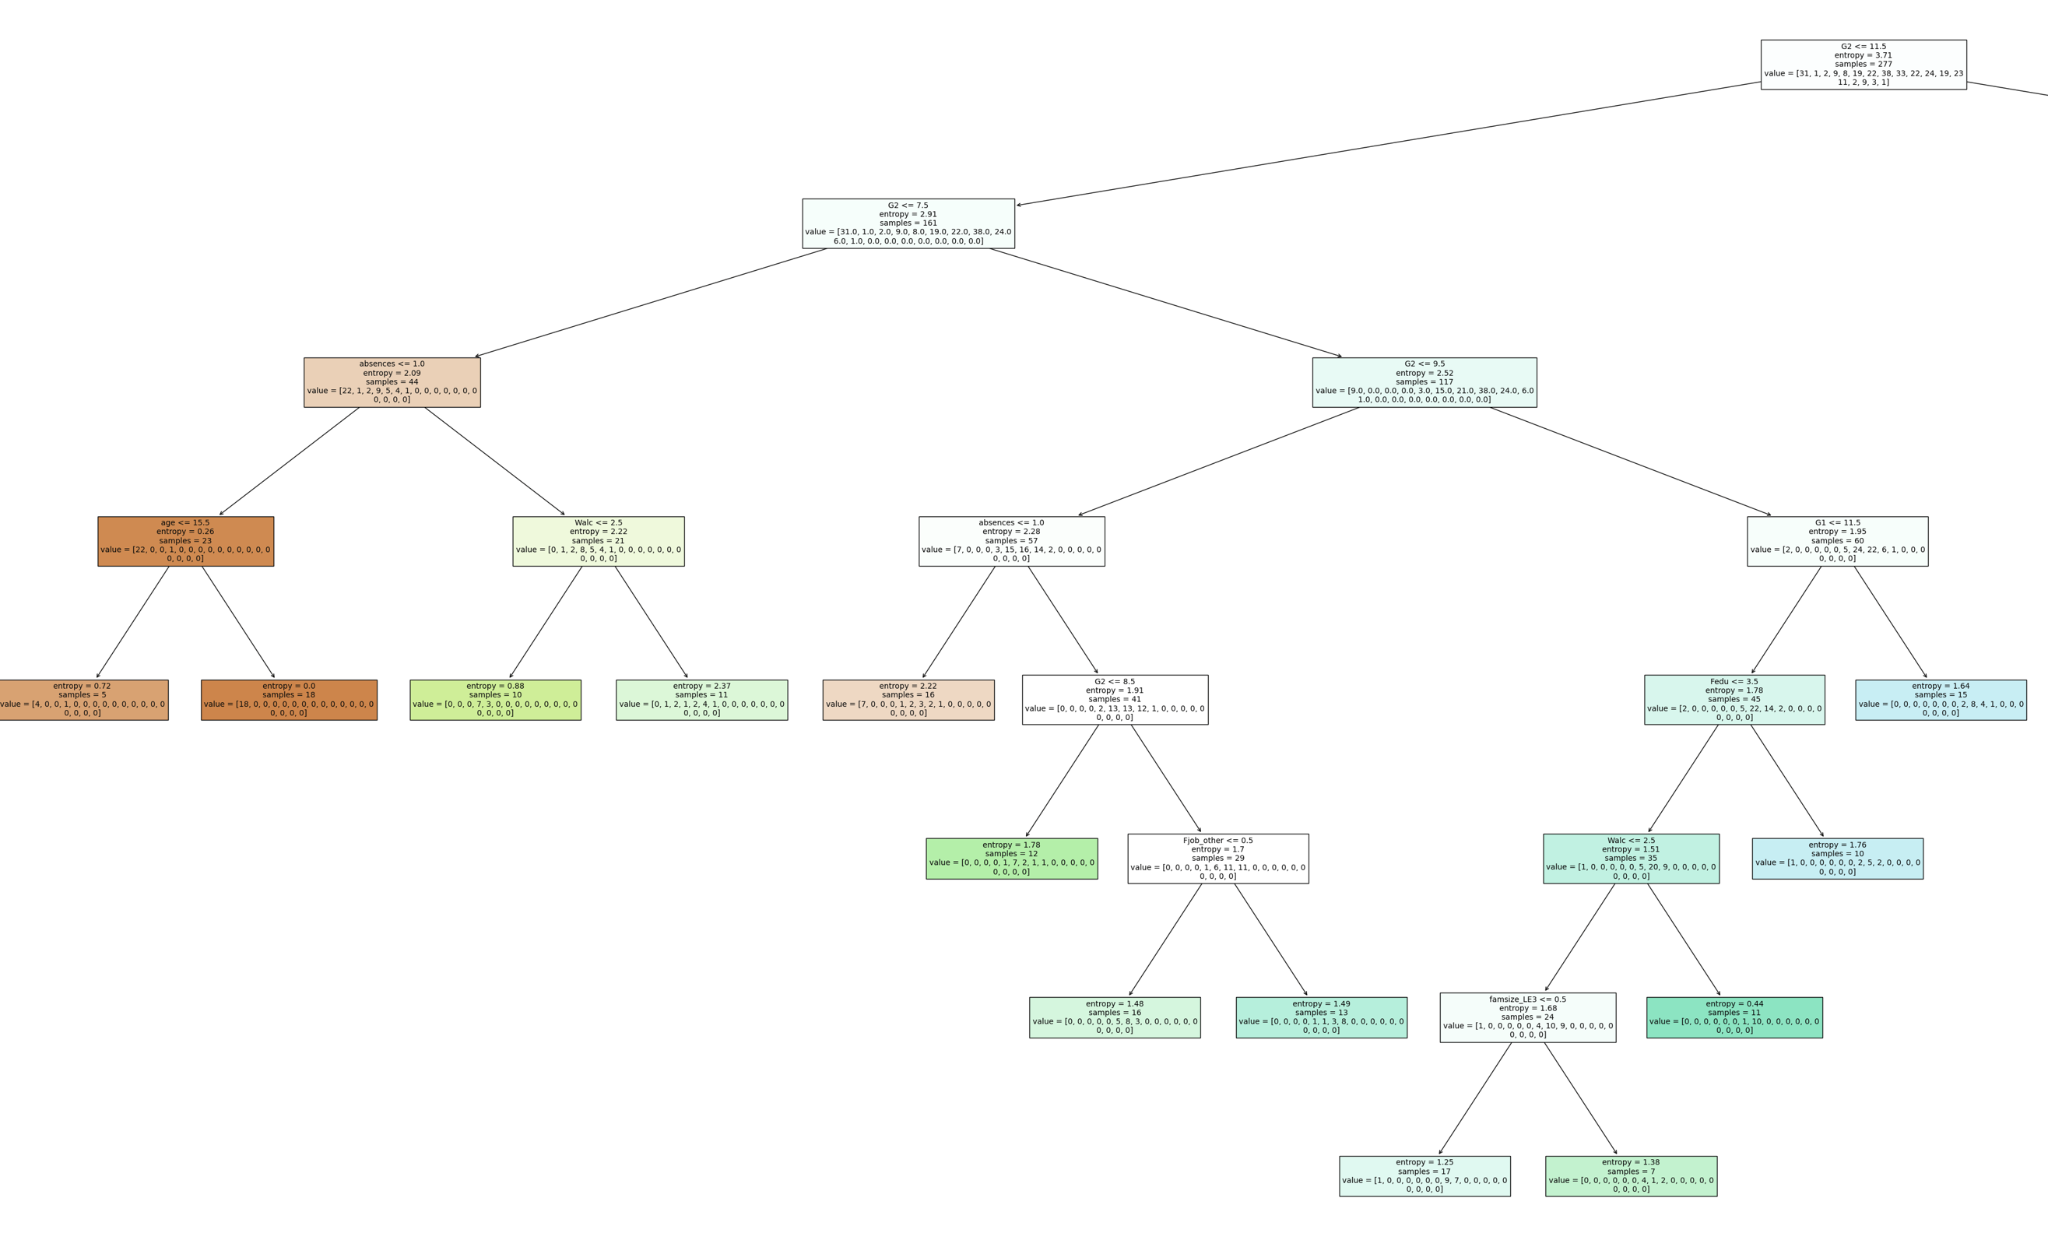 G2 <= 11.5
entropy = 3.71
samples = 277
value = [31, 1, 2, 9, 8, 19, 22, 38, 33, 22, 24, 19, 23
11, 2, 9, 3, 1]
G2 <= 7.5
entropy = 2.91
samples = 161
value = [31.0, 1.0, 2.0, 9.0, 8.0, 19.0, 22.0, 38.0, 24.0
6.0, 1.0, 0.0, 0.0, 0.0, 0.0, 0.0, 0.0, 0.0]
absences <= 1.0
entropy = 2.09
samples = 44
value = [22, 1, 2, 9, 5, 4, 1, 0, 0, 0, 0, 0, 0, 0
0, 0, 0, 0]
G2 <= 9.5
entropy = 2.52
samples = 117
value = [9.0, 0.0, 0.0, 0.0, 3.0, 15.0, 21.0, 38.0, 24.0, 6.0
1.0, 0.0, 0.0, 0.0, 0.0, 0.0, 0.0, 0.0]
age <= 15.5
entropy = 0.26
samples = 23
value = [22, 0, 0, 1, 0, 0, 0, 0, 0, 0, 0, 0, 0, 0
0, 0, 0, 0]
Walc <= 2.5
entropy = 2.22
samples = 21
value = [0, 1, 2, 8, 5, 4, 1, 0, 0, 0, 0, 0, 0, 0
0, 0, 0, 0]
absences <= 1.0
entropy = 2.28
samples = 57
value = [7, 0, 0, 0, 3, 15, 16, 14, 2, 0, 0, 0, 0, 0
0, 0, 0, 0]
G1 <= 11.5
entropy = 1.95
samples = 60
value = [2, 0, 0, 0, 0, 0, 5, 24, 22, 6, 1, 0, 0, 0
0, 0, 0, 0]
entropy = 0.72
samples = 5
value = [4, 0, 0, 1, 0, 0, 0, 0, 0, 0, 0, 0, 0, 0
0, 0, 0, 0]
entropy = 0.0
samples = 18
value = [18, 0, 0, 0, 0, 0, 0, 0, 0, 0, 0, 0, 0, 0
0, 0, 0, 0]
entropy = 0.88
samples = 10
value = [0, 0, 0, 7, 3, 0, 0, 0, 0, 0, 0, 0, 0, 0
0, 0, 0, 0]
entropy = 2.37
samples = 11
value = [0, 1, 2, 1, 2, 4, 1, 0, 0, 0, 0, 0, 0, 0
0, 0, 0, 0]
entropy = 2.22
samples = 16
value = [7, 0, 0, 0, 1, 2, 3, 2, 1, 0, 0, 0, 0, 0
0, 0, 0, 0]
G2 <= 8.5
entropy = 1.91
samples = 41
value = [0, 0, 0, 0, 2, 13, 13, 12, 1, 0, 0, 0, 0, 0
0, 0, 0, 0]
Fedu <= 3.5
entropy = 1.78
samples = 45
value = [2, 0, 0, 0, 0, 0, 5, 22, 14, 2, 0, 0, 0, 0
0, 0, 0, 0]
entropy = 1.64
samples = 15
value = [0, 0, 0, 0, 0, 0, 0, 2, 8, 4, 1, 0, 0, 0
0, 0, 0, 0]
entropy = 1.78
samples = 12
value = [0, 0, 0, 0, 1, 7, 2, 1, 1, 0, 0, 0, 0, 0
0, 0, 0, 0]
Fjob_other <= 0.5
entropy = 1.7
samples = 29
value = [0, 0, 0, 0, 1, 6, 11, 11, 0, 0, 0, 0, 0, 0
0, 0, 0, 0]
Walc <= 2.5
entropy = 1.51
samples = 35
value = [1, 0, 0, 0, 0, 0, 5, 20, 9, 0, 0, 0, 0, 0
0, 0, 0, 0]
entropy = 1.76
samples = 10
value = [1, 0, 0, 0, 0, 0, 0, 2, 5, 2, 0, 0, 0, 0
0, 0, 0, 0]
entropy = 1.48
samples = 16
value = [0, 0, 0, 0, 0, 5, 8, 3, 0, 0, 0, 0, 0, 0
0, 0, 0, 0]
entropy = 1.49
samples = 13
value = [0, 0, 0, 0, 1, 1, 3, 8, 0, 0, 0, 0, 0, 0
0, 0, 0, 0]
famsize_LE3 <= 0.5
entropy = 1.68
samples = 24
value = [1, 0, 0, 0, 0, 0, 4, 10, 9, 0, 0, 0, 0, 0
0, 0, 0, 0]
entropy = 0.44
samples = 11
value = [0, 0, 0, 0, 0, 0, 1, 10, 0, 0, 0, 0, 0, 0
0, 0, 0, 0]
entropy = 1.25
samples = 17
value = [1, 0, 0, 0, 0, 0, 0, 9, 7, 0, 0, 0, 0, 0
0, 0, 0, 0]
entropy = 1.38
samples = 7
value = [0, 0, 0, 0, 0, 0, 4, 1, 2, 0, 0, 0, 0, 0
0, 0, 0, 0]